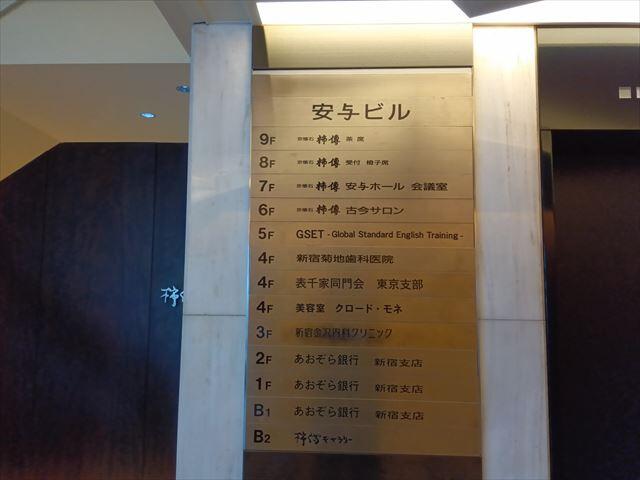 安与ビル
9F 京懐石 柿傳 茶席
8F 京懐石 柿傳 受付 椅子席
7F 京懐石 柿傳 安与ホール 会議室
6F 京懐石 柿傳 古今サロン
5F GSET - Global Standard English Training -
4F 新宿菊地歯科医院
4F 表千家同門会 東京支部
4F 美容室 クロード・モネ
3F 新宿金沢内科クリニック
2F あおぞら銀行 新宿支店
1F あおぞら銀行 新宿支店
B1 あおぞら銀行 新宿支店
B2 柿傳ギャラリー
柿